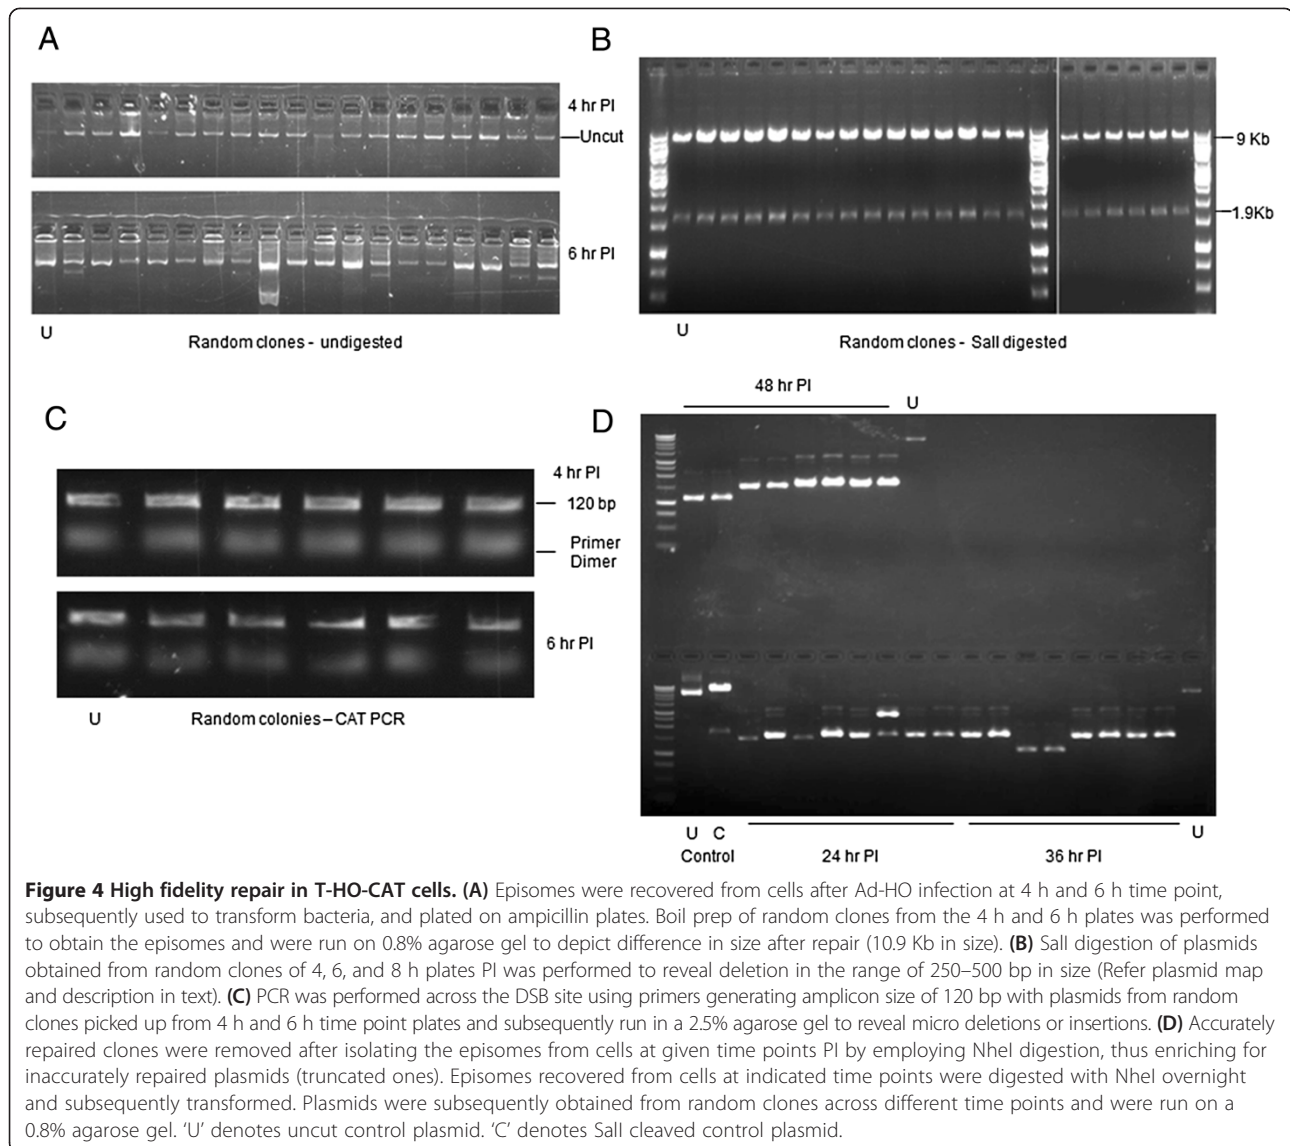 A
4 hr PI
Uncut
6 hr PI
U
Random clones - undigested
B
9 Kb
1.9Kb
U
Random clones - SalI digested
C
4 hr PI
120 bp
Primer
Dimer
6 hr PI
U
Random colonies – CAT PCR
D
48 hr PI
U
U C
Control
24 hr PI
36 hr PI
U
Figure 4 High fidelity repair in T-HO-CAT cells. (A) Episomes were recovered from cells after Ad-HO infection at 4 h and 6 h time point,
subsequently used to transform bacteria, and plated on ampicillin plates. Boil prep of random clones from the 4 h and 6 h plates was performed
to obtain the episomes and were run on 0.8% agarose gel to depict difference in size after repair (10.9 Kb in size). (B) SalI digestion of plasmids
obtained from random clones of 4, 6, and 8 h plates PI was performed to reveal deletion in the range of 250–500 bp in size (Refer plasmid map
and description in text). (C) PCR was performed across the DSB site using primers generating amplicon size of 120 bp with plasmids from random
clones picked up from 4 h and 6 h time point plates and subsequently run in a 2.5% agarose gel to reveal micro deletions or insertions. (D) Accurately
repaired clones were removed after isolating the episomes from cells at given time points PI by employing NheI digestion, thus enriching for
inaccurately repaired plasmids (truncated ones). Episomes recovered from cells at indicated time points were digested with NheI overnight
and subsequently transformed. Plasmids were subsequently obtained from random clones across different time points and were run on a
0.8% agarose gel. 'U' denotes uncut control plasmid. 'C' denotes SalI cleaved control plasmid.